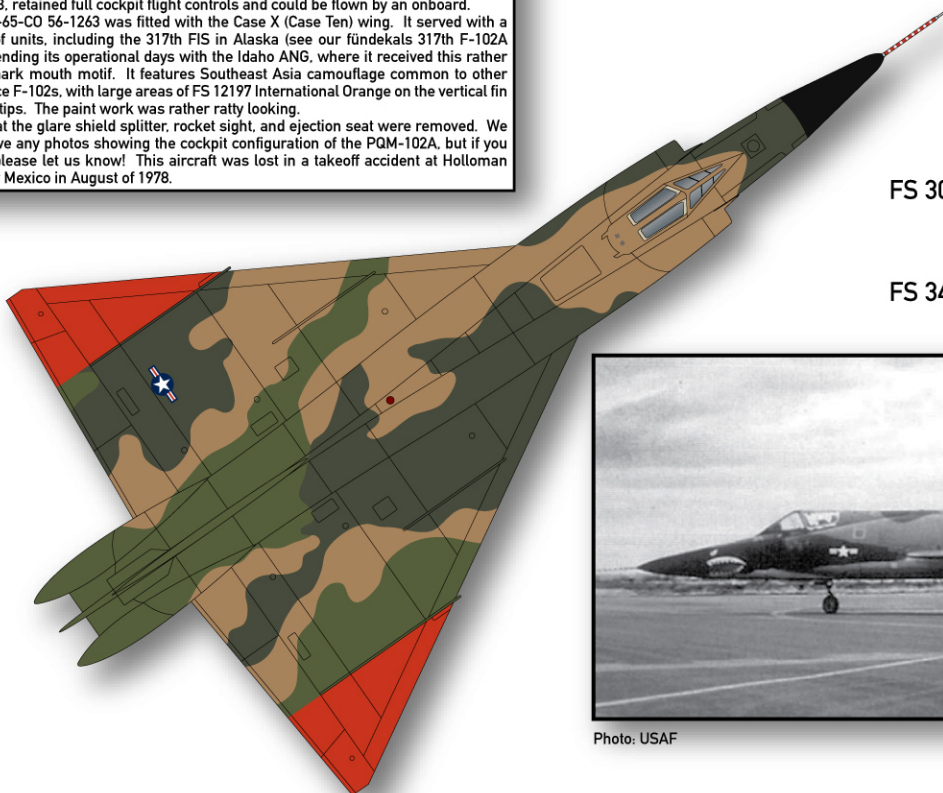 3, retained full cockpit flight controls and could be flown by an onboard.
-65-CO 56-1263 was fitted with the Case X (Case Ten) wing. It served with a
of units, including the 317th FIS in Alaska (see our fündekals 317th F-102A
ending its operational days with the Idaho ANG, where it received this rather
ark mouth motif. It features Southeast Asia camouflage common to other
ce F-102s, with large areas of FS 12197 International Orange on the vertical fin
tips. The paint work was rather ratty looking.
at the glare shield splitter, rocket sight, and ejection seat were removed. We
ve any photos showing the cockpit configuration of the PQM-102A, but if you
please let us know! This aircraft was lost in a takeoff accident at Holloman
Mexico in August of 1978.
FS 30
FS 34
Photo: USAF